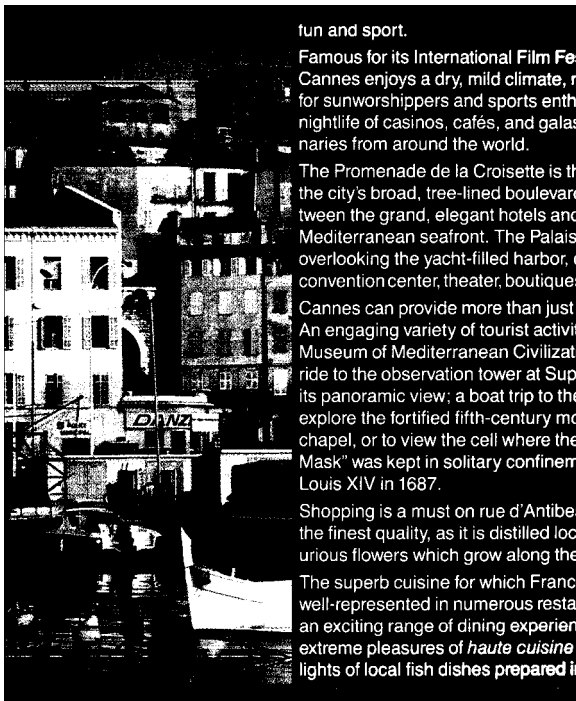 fun and sport.
Famous for its International Film Fes
Cannes enjoys a dry, mild climate,
for sunworshippers and sports enth
nightlife of casinos, cafés, and galas
naries from around the world.
The Promenade de la Croisette is th
the city's broad, tree-lined boulevar
tween the grand, elegant hotels and
Mediterranean seafront. The Palais
overlooking the yacht-filled harbor,
convention center, theater, boutiques
Cannes can provide more than just
An engaging variety of tourist activit
Museum of Mediterranean Civilizat
ride to the observation tower at Sup
its panoramic view; a boat trip to the
explore the fortified fifth-century mo
chapel, or to view the cell where the
Mask" was kept in solitary confinem
Louis XIV in 1687.
Shopping is a must on rue d'Antibes
the finest quality, as it is distilled loc
urious flowers which grow along the
The superb cuisine for which Franc
well-represented in numerous resta
an exciting range of dining experien
extreme pleasures of haute cuisine
lights of local fish dishes prepared i
DANZ